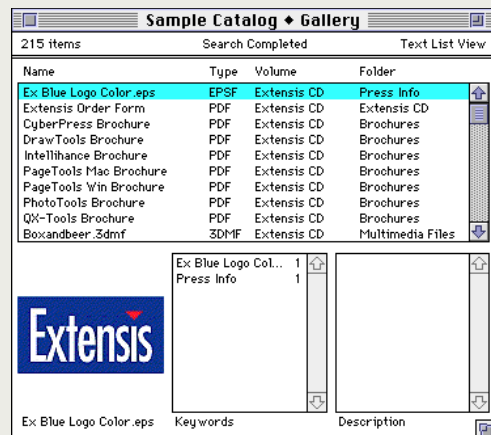 Sample Catalog ◆ Gallery
215 items Search Completed Text List View
Name Type Volume Folder
Ex Blue Logo Color.eps EPSF Extensis CD Press Info
Extensis Order Form PDF Extensis CD Extensis CD
CyberPress Brochure PDF Extensis CD Brochures
DrawTools Brochure PDF Extensis CD Brochures
Intellihance Brochure PDF Extensis CD Brochures
PageTools Mac Brochure PDF Extensis CD Brochures
PageTools Win Brochure PDF Extensis CD Brochures
PhotoTools Brochure PDF Extensis CD Brochures
QX-Tools Brochure PDF Extensis CD Brochures
Boxandbeer.3dmf 3DMF Extensis CD Multimedia Files
Ex Blue Logo Col... 1
Press Info 1
Extensis
Ex Blue Logo Color.eps Keywords Description